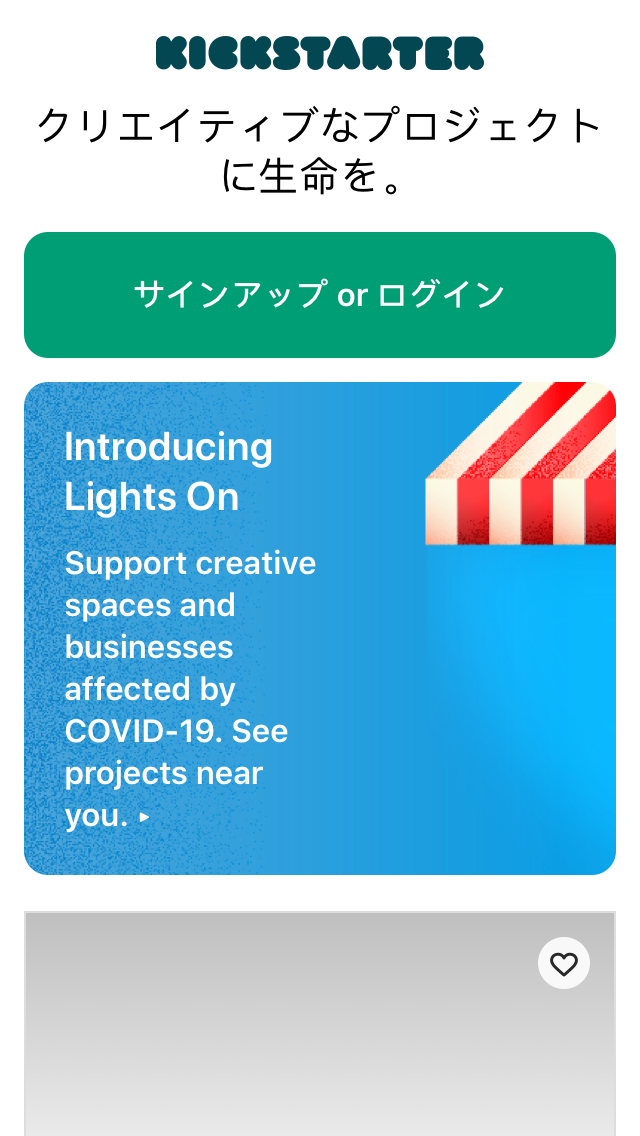 KICKSTARTER
クリエイティブなプロジェクト
に生命を。
サインアップ or ログイン
Introducing
Lights On
Support creative
spaces and
businesses
affected by
COVID-19. See
projects near
you. ▸